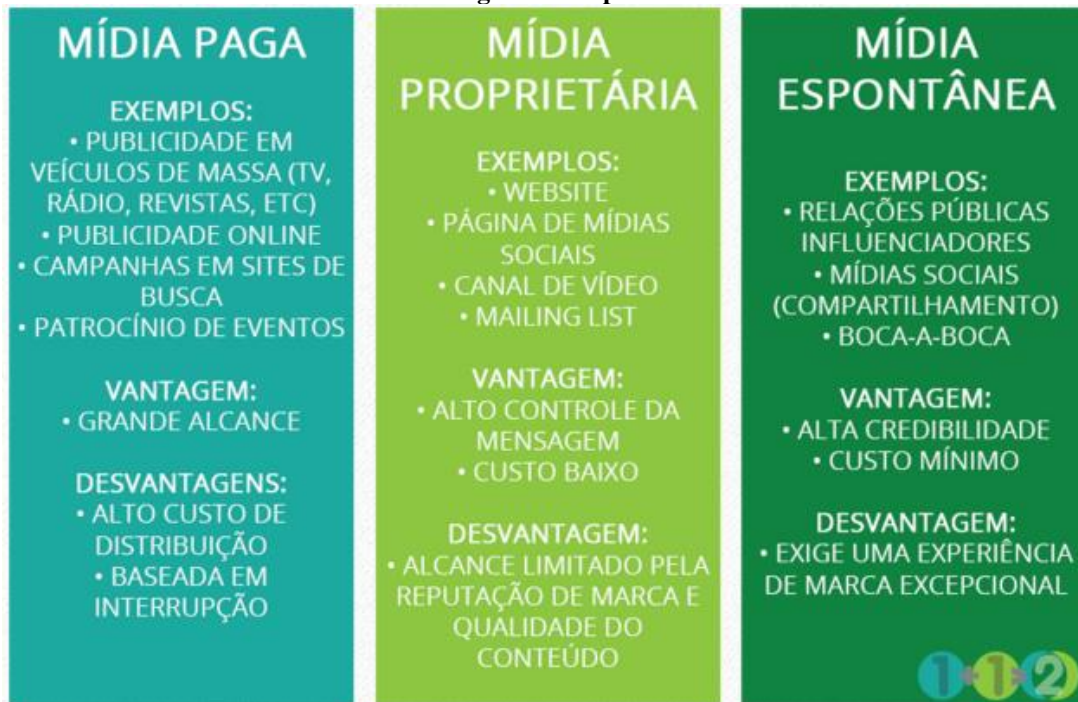 MÍDIA PAGA
EXEMPLOS:
• PUBLICIDADE EM
VEÍCULOS DE MASSA (TV,
RÁDIO, REVISTAS, ETC)
• PUBLICIDADE ONLINE
• CAMPANHAS EM SITES DE
BUSCA
• PATROCÍNIO DE EVENTOS
VANTAGEM:
• GRANDE ALCANCE
DESVANTAGENS:
• ALTO CUSTO DE
DISTRIBUIÇÃO
• BASEADA EM
INTERRUPÇÃO
MÍDIA
PROPRIETÁRIA
EXEMPLOS:
• WEBSITE
• PÁGINA DE MÍDIAS
SOCIAIS
• CANAL DE VÍDEO
• MAILING LIST
VANTAGEM:
• ALTO CONTROLE DA
MENSAGEM
• CUSTO BAIXO
DESVANTAGEM:
• ALCANCE LIMITADO PELA
REPUTAÇÃO DE MARCA E
QUALIDADE DO
CONTEÚDO
MÍDIA
ESPONTÂNEA
EXEMPLOS:
• RELAÇÕES PÚBLICAS
INFLUENCIADORES
• MÍDIAS SOCIAIS
(COMPARTILHAMENTO)
• BOCA-A-BOCA
VANTAGEM:
• ALTA CREDIBILIDADE
• CUSTO MÍNIMO
DESVANTAGEM:
• EXIGE UMA EXPERIÊNCIA
DE MARCA EXCEPCIONAL
1+1=2